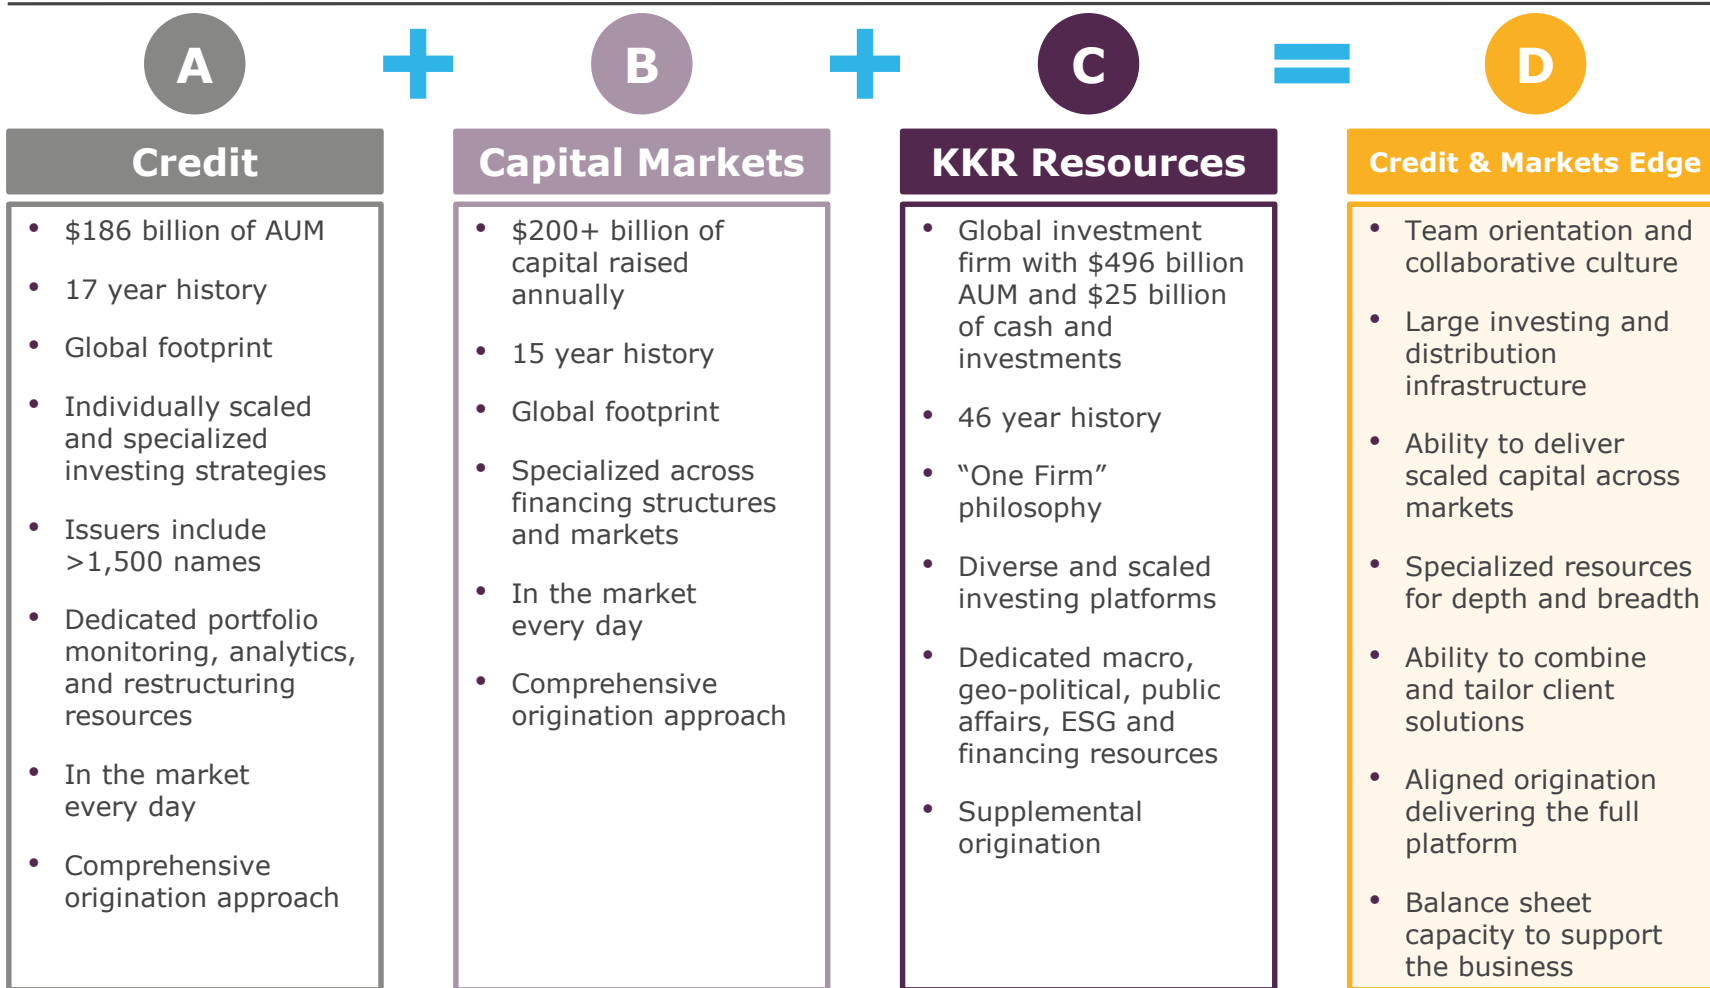 A
B
C
D
Credit
• $186 billion of AUM
• 17 year history
• Global footprint
• Individually scaled
and specialized
investing strategies
• Issuers include
>1,500 names
• Dedicated portfolio
monitoring, analytics,
and restructuring
resources
• In the market
every day
• Comprehensive
origination approach
Capital Markets
• $200+ billion of
capital raised
annually
• 15 year history
• Global footprint
• Specialized across
financing structures
and markets
• In the market
every day
• Comprehensive
origination approach
KKR Resources
• Global investment
firm with $496 billion
AUM and $25 billion
of cash and
investments
• 46 year history
• “One Firm”
philosophy
• Diverse and scaled
investing platforms
• Dedicated macro,
geo-political, public
affairs, ESG and
financing resources
• Supplemental
origination
Credit & Markets Edge
• Team orientation and
collaborative culture
• Large investing and
distribution
infrastructure
• Ability to deliver
scaled capital across
markets
• Specialized resources
for depth and breadth
• Ability to combine
and tailor client
solutions
• Aligned origination
delivering the full
platform
• Balance sheet
capacity to support
the business